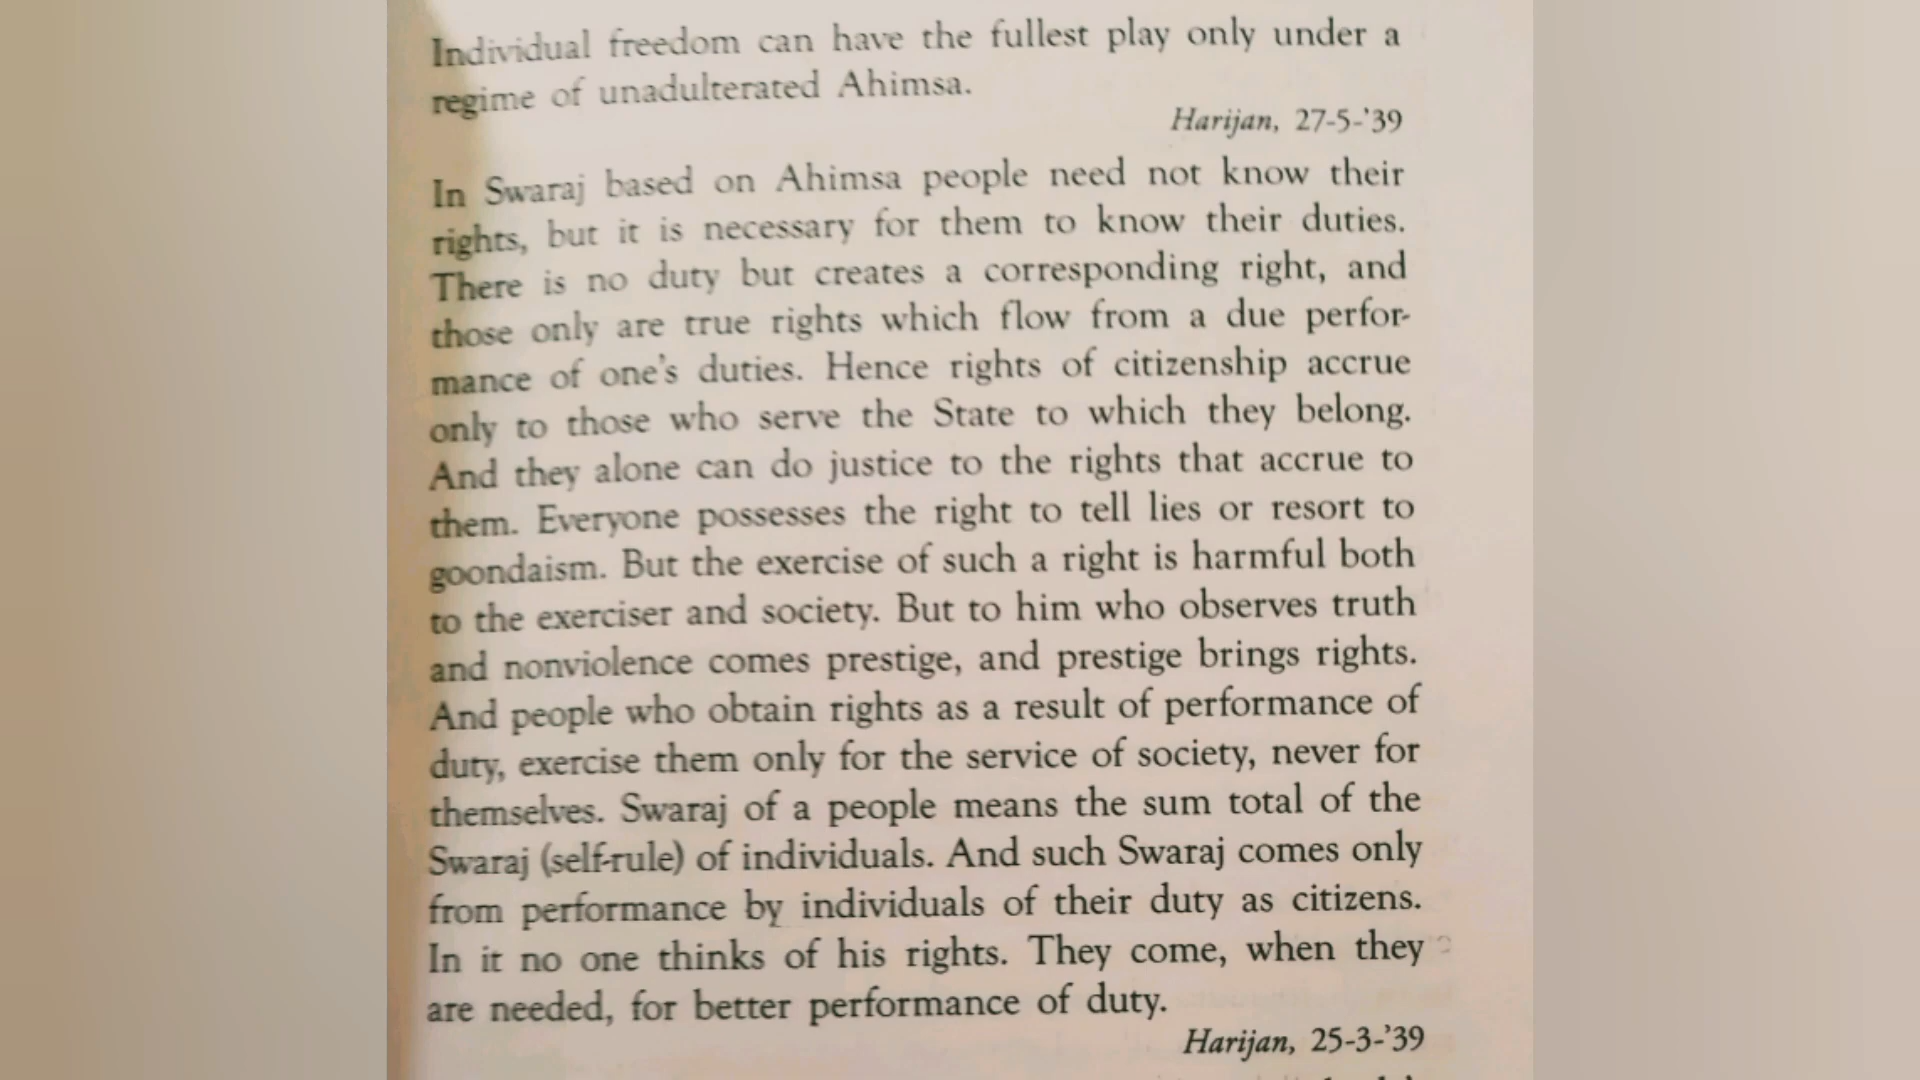 Individual freedom can have the fullest play only under a
regime of unadulterated Ahimsa.
Harijan, 27-5-'39
In Swaraj based on Ahimsa people need not know their
rights, but it is necessary for them to know their duties.
There is no duty but creates a corresponding right, and
those only are true rights which flow from a due perfor-
mance of one's duties. Hence rights of citizenship accrue
only to those who serve the State to which they belong.
And they alone can do justice to the rights that accrue to
them. Everyone possesses the right to tell lies or resort to
goondaism. But the exercise of such a right is harmful both
to the exerciser and society. But to him who observes truth
and nonviolence comes prestige, and prestige brings rights.
And people who obtain rights as a result of performance of
duty, exercise them only for the service of society, never for
themselves. Swaraj of a people means the sum total of the
Swaraj (self-rule) of individuals. And such Swaraj comes only
from performance by individuals of their duty as citizens.
In it no one thinks of his rights. They come, when they
are needed, for better performance of duty.
Harijan, 25-3-'39